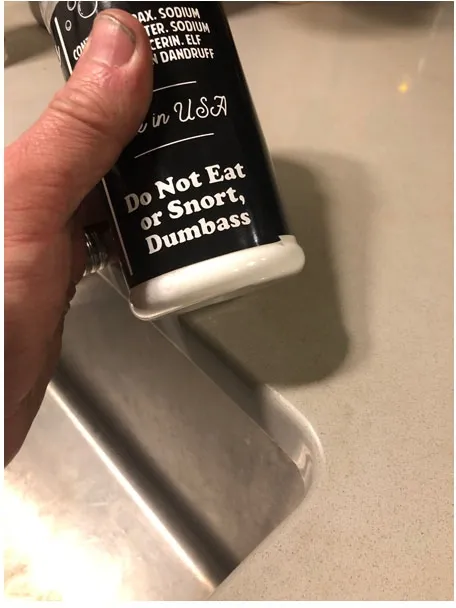 AX. SODIUM
TER. SODIUM
CERIN. ELF
DANDRUFF
in USA
Do Not Eat
or Snort,
Dumbass